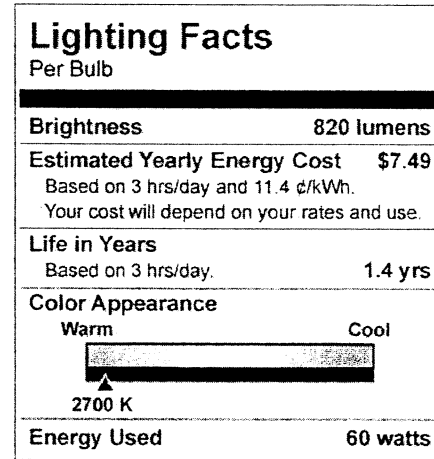 Lighting Facts
Per Bulb
Brightness 820 lumens
Estimated Yearly Energy Cost $7.49
Based on 3 hrs/day and 11.4 ¢/kWh.
Your cost will depend on your rates and use.
Life in Years
Based on 3 hrs/day. 1.4 yrs
Color Appearance
Warm Cool
2700 K
Energy Used 60 watts